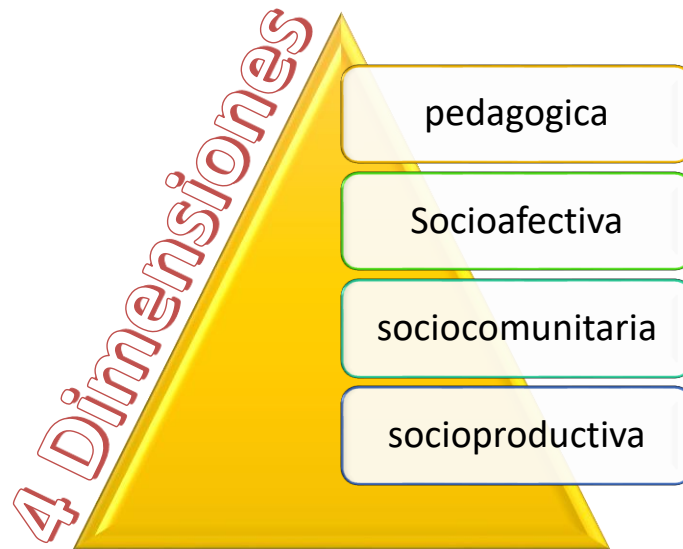 4 Dimensiones
pedagogica
Socioafectiva
sociocomunitaria
socioproductiva